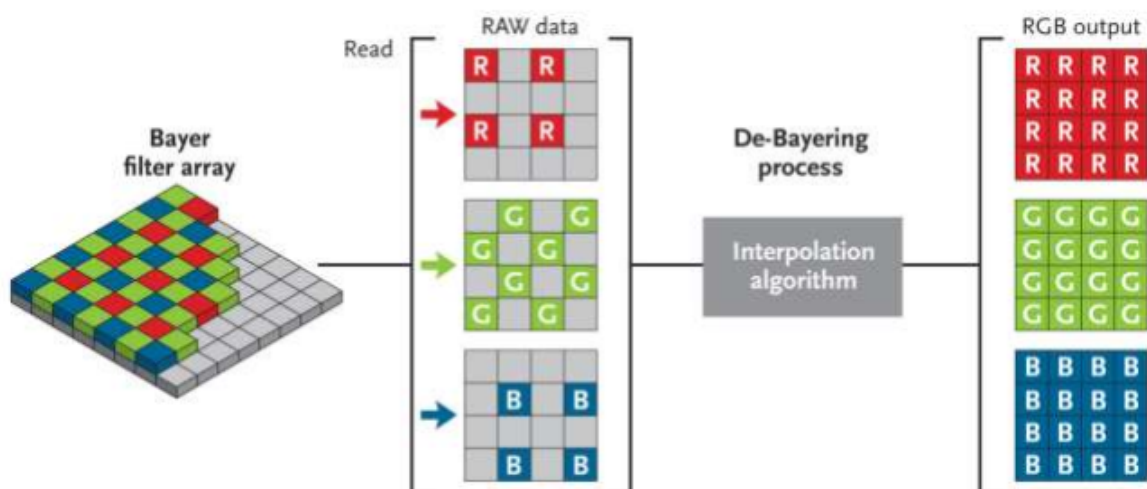 Read
RAW data
RGB output
Bayer
filter array
De-Bayering
process
Interpolation
algorithm
R R
R R
G G
G G
G G
G G
B B
B B
R R R R
R R R R
R R R R
R R R R
G G G G
G G G G
G G G G
G G G G
B B B B
B B B B
B B B B
B B B B